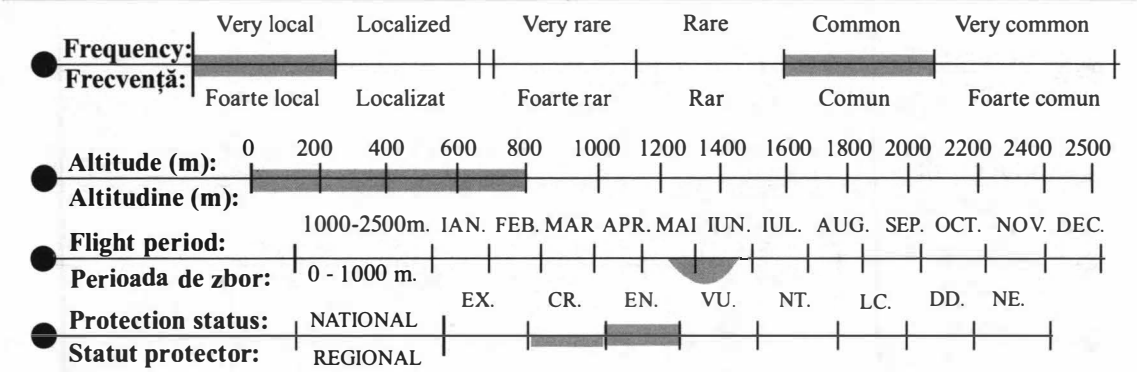 Very local Localized Very rare Rare Common Very common
Frequency:
Frecvență:
Foarte local Localizat Foarte rar Rar Comun Foarte comun
Altitude (m): 0 200 400 600 800 1000 1200 1400 1600 1800 2000 2200 2500
Altitudine (m):
1000-2500m. IAN. FEB. MAR APR. MAI IUN. IUL. AUG. SEP. OCT. NOV. DEC.
Flight period:
Perioada de zbor: 0 - 1000 m.
EX. CR. EN. VU. NT. LC. DD. NE.
Protection status: NATIONAL
Statut protector: REGIONAL